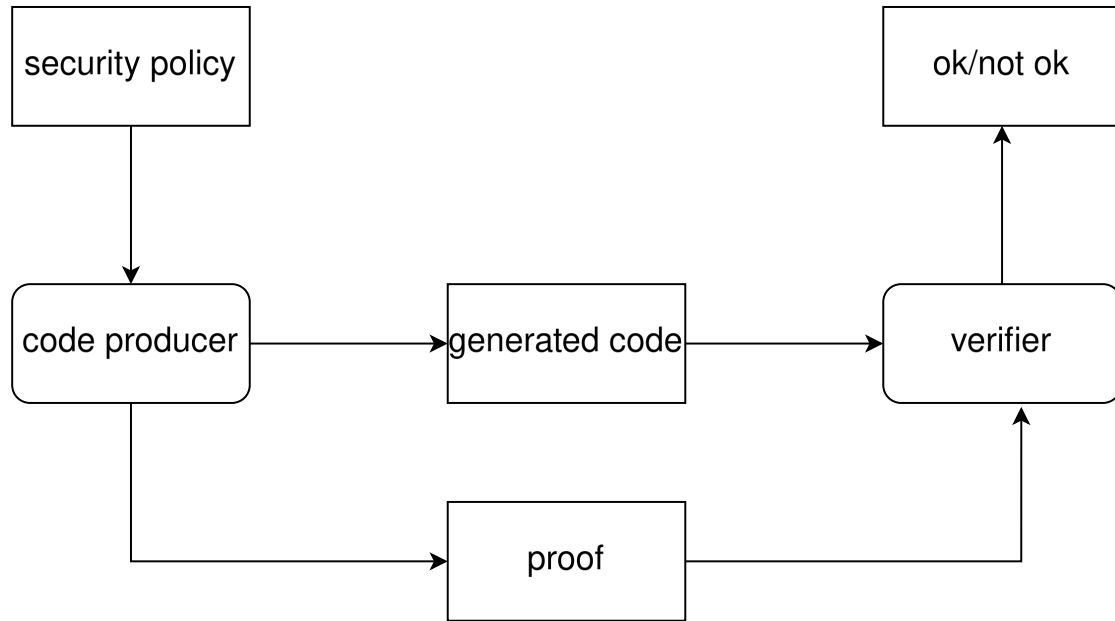 security policy
ok/not ok
code producer
generated code
verifier
proof